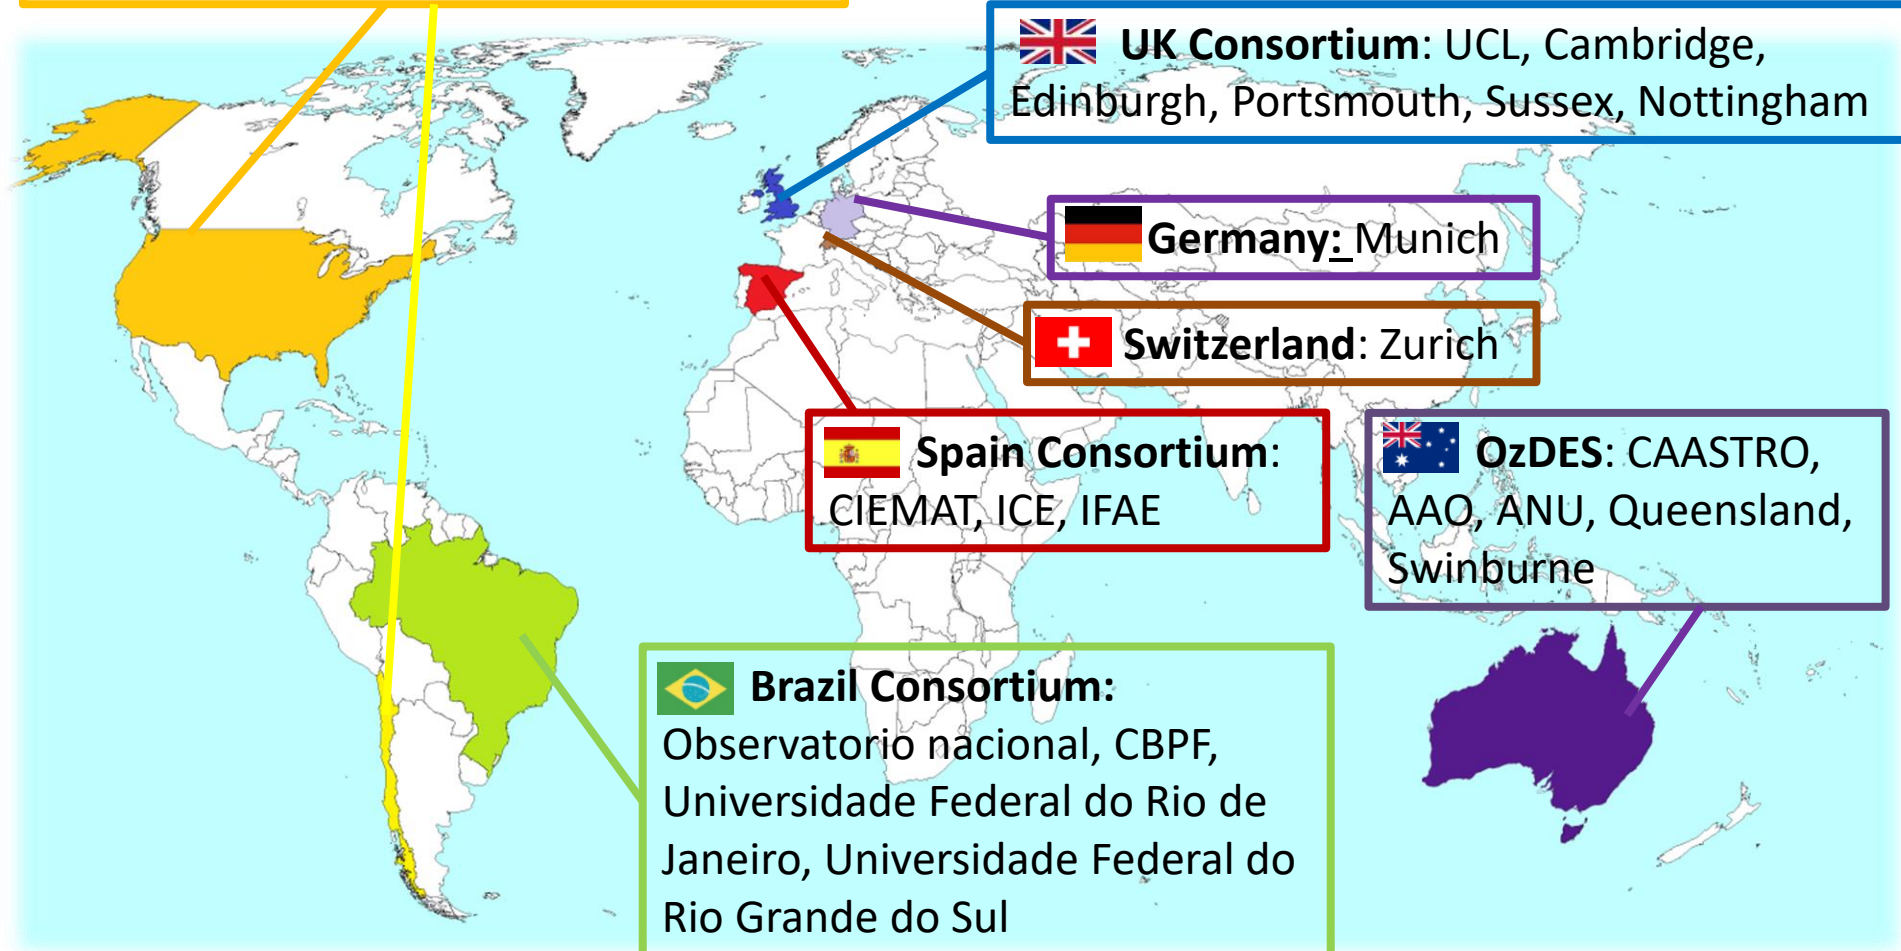 UK Consortium: UCL, Cambridge,
Edinburgh, Portsmouth, Sussex, Nottingham
Germany: Munich
Switzerland: Zurich
Spain Consortium:
CIEMAT, ICE, IFAE
OzDES: CAASTRO,
AAO, ANU, Queensland,
Swinburne
Brazil Consortium:
Observatorio nacional, CBPF,
Universidade Federal do Rio de
Janeiro, Universidade Federal do
Rio Grande do Sul